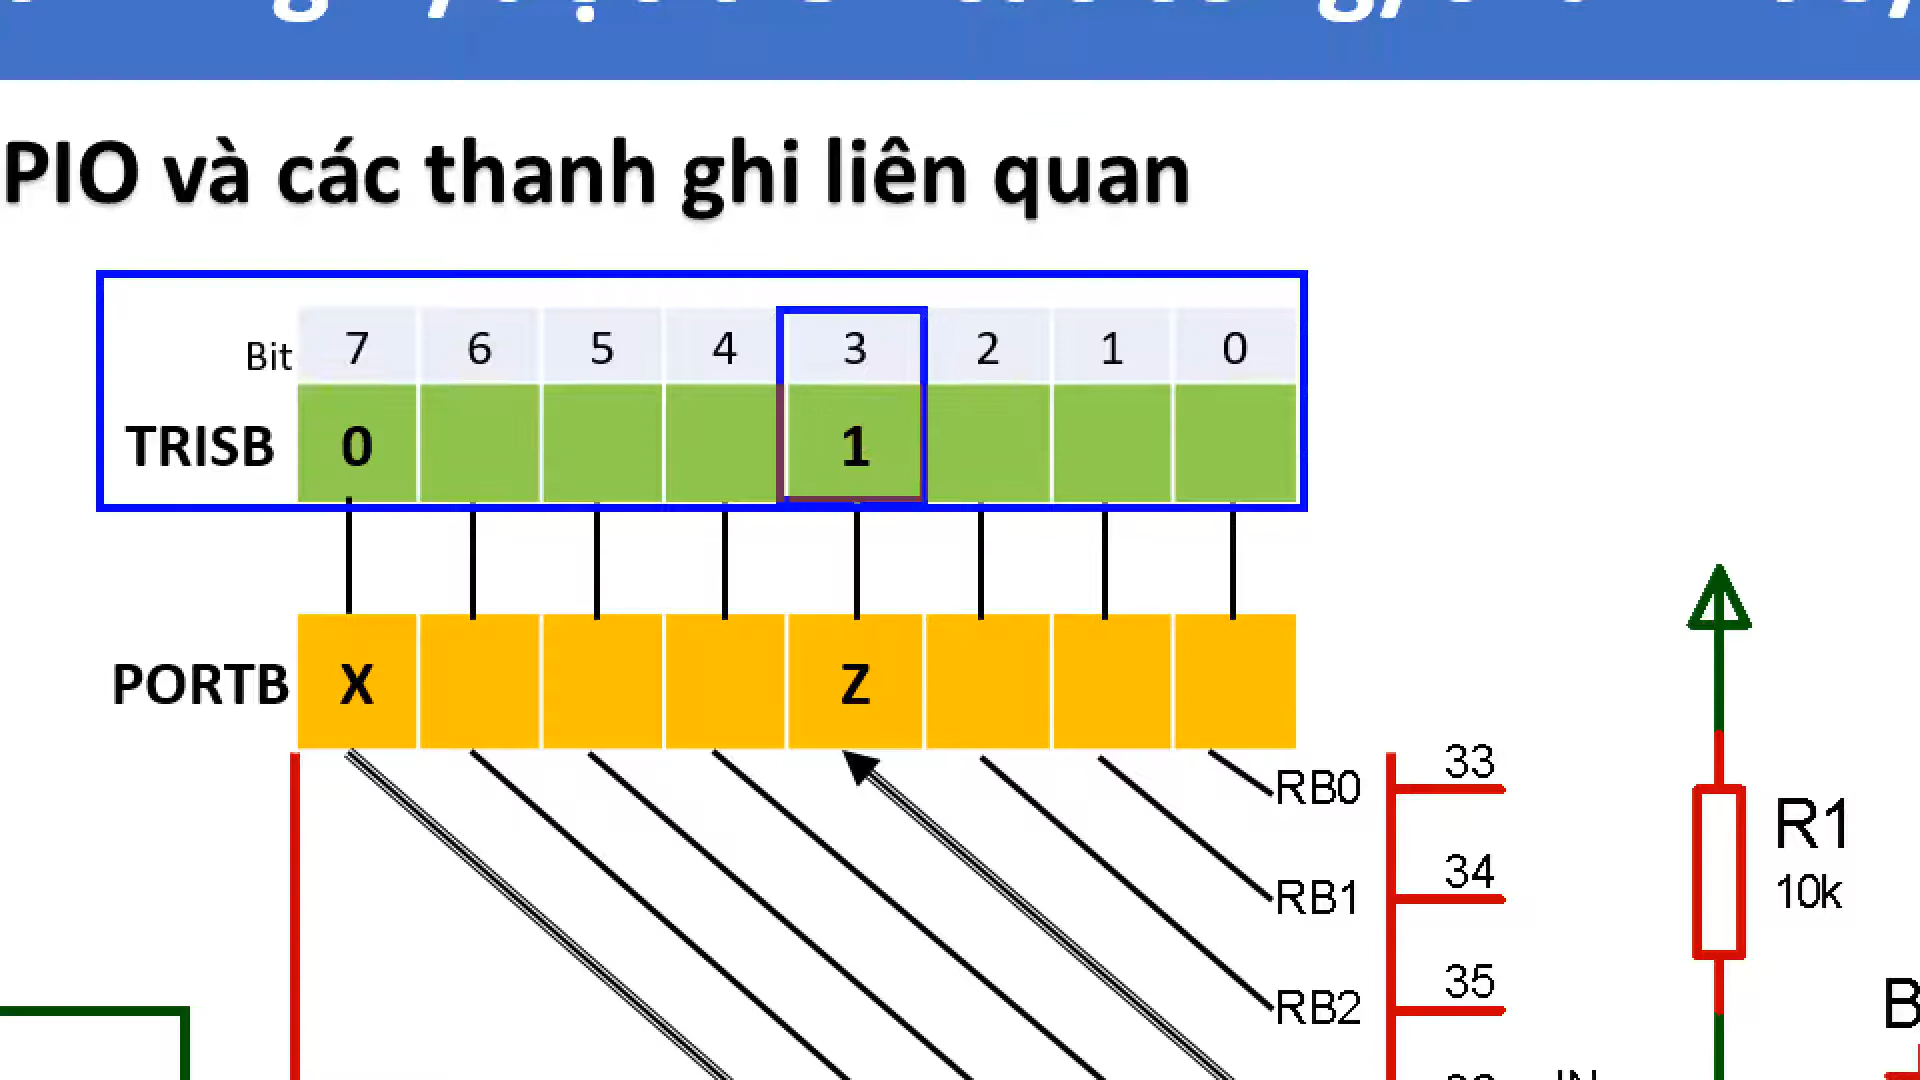 PIO và các thanh ghi liên quan
Bit 7 6 5 4 3 2 1 0
TRISB 0 1
PORTB X Z
RB0 33
RB1 34
RB2 35
R1
10k
B